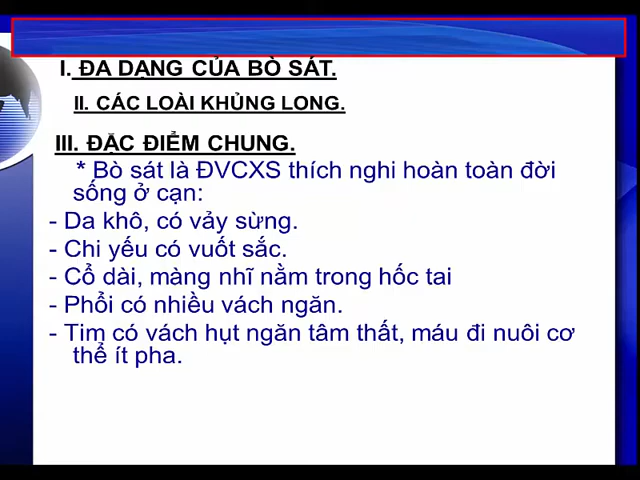 I. ĐA DẠNG CỦA BÒ SÁT.
II. CÁC LOÀI KHỦNG LONG.
III. ĐẶC ĐIỂM CHUNG.
* Bò sát là ĐVCXS thích nghi hoàn toàn đời
sống ở cạn:
- Da khô, có vảy sừng.
- Chi yếu có vuốt sắc.
- Cổ dài, màng nhĩ nằm trong hốc tai
- Phổi có nhiều vách ngăn.
- Tim có vách hụt ngăn tâm thất, máu đi nuôi cơ
thể ít pha.